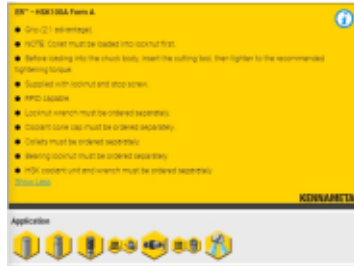 ER™ - HSK100A Form A
● Grip (2:1 advantage).
● NOTE: Collet must be loaded into locknut first.
● Before loading into the chuck body, insert the cutting tool, then tighten to the recommended
tightening torque.
● Supplied with locknut and stop screw.
● RFID capable.
● Locknut wrench must be ordered separately.
● Coolant cone cap must be ordered separately.
● Collets must be ordered separately.
● Bearing locknut must be ordered separately.
● HSK coolant unit and wrench must be ordered separately.
Show Less
KENNAMETAL
Application